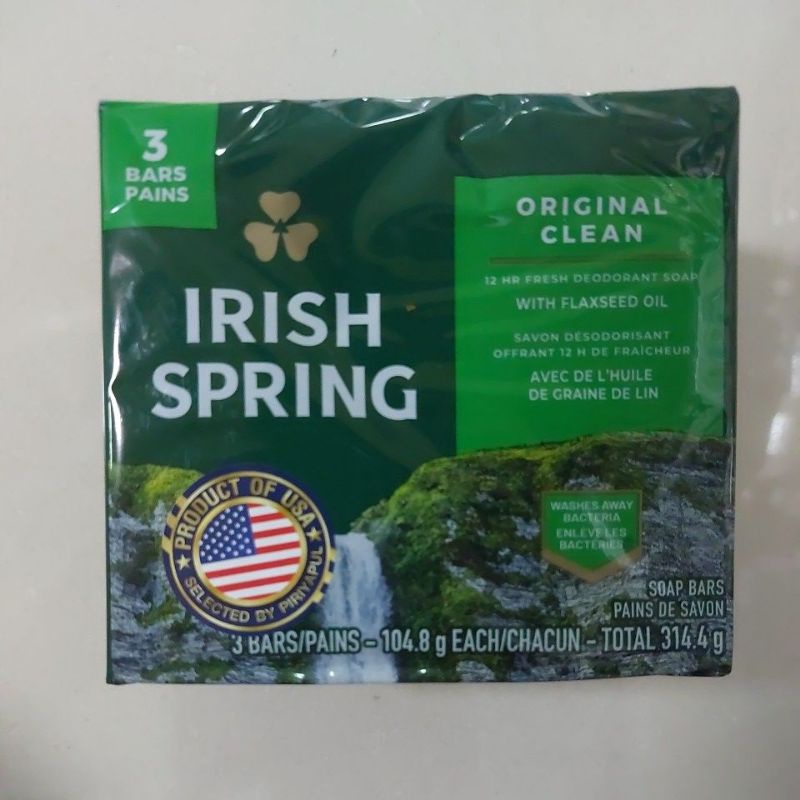 3
BARS
PAINS
IRISH
SPRING
ORIGINAL
CLEAN
12 HR FRESH DEODORANT SOAP
WITH FLAXSEED OIL
SAVON DÉSODORISANT
OFFRANT 12 H DE FRAÎCHEUR
AVEC DE L'HUILE
DE GRAINE DE LIN
PRODUCT OF USA
SELECTED BY PIRIYAPUL
WASHES AWAY
BACTERIA
ENLÈVE LES
BACTÉRIES
SOAP BARS
PAINS DE SAVON
3 BARS/PAINS – 104.8 g EACH/CHACUN – TOTAL 314.4 g